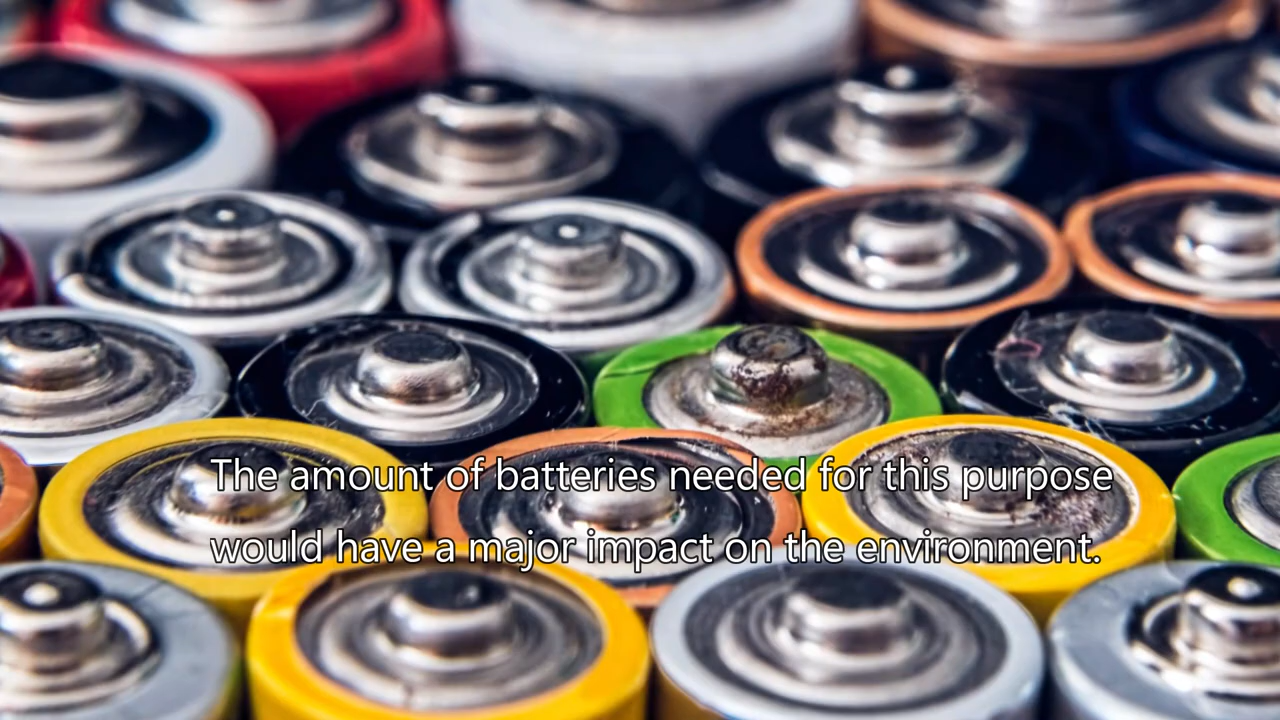 The amount of batteries needed for this purpose
would have a major impact on the environment.